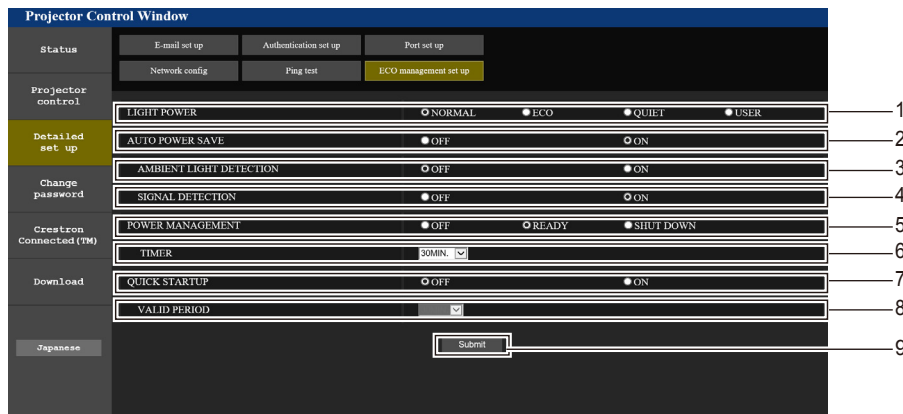 Projector Control Window
Status
Projector
control
Detailed
set up
Change
password
Crestron
Connected(TM)
Download
Japanese
E-mail set up Authentication set up Port set up
Network config Ping test ECO management set up
LIGHT POWER NORMAL ECO QUIET USER 1
AUTO POWER SAVE OFF ON 2
AMBIENT LIGHT DETECTION OFF ON 3
SIGNAL DETECTION OFF ON 4
POWER MANAGEMENT OFF READY SHUT DOWN 5
TIMER 30MIN. 6
QUICK STARTUP OFF ON 7
VALID PERIOD 8
Submit 9